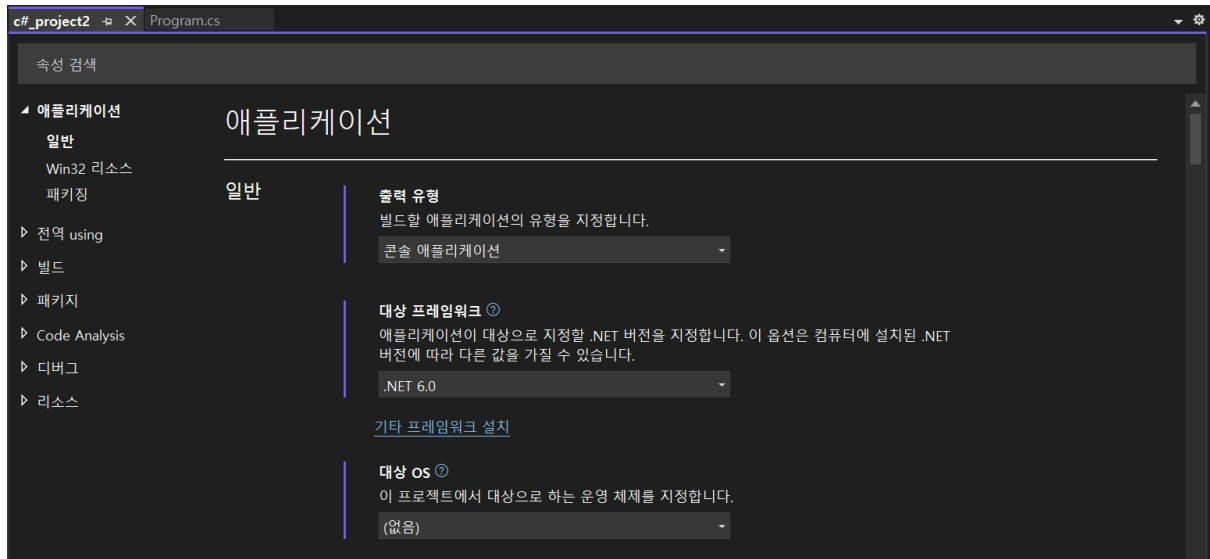 c#_project2 Program.cs
속성 검색
애플리케이션
일반
Win32 리소스
패키징
전역 using
빌드
패키지
Code Analysis
디버그
리소스
애플리케이션
일반
출력 유형
빌드할 애플리케이션의 유형을 지정합니다.
콘솔 애플리케이션
대상 프레임워크
애플리케이션이 대상으로 지정할 .NET 버전을 지정합니다. 이 옵션은 컴퓨터에 설치된 .NET
버전에 따라 다른 값을 가질 수 있습니다.
.NET 6.0
기타 프레임워크 설치
대상 OS
이 프로젝트에서 대상으로 하는 운영 체제를 지정합니다.
(없음)